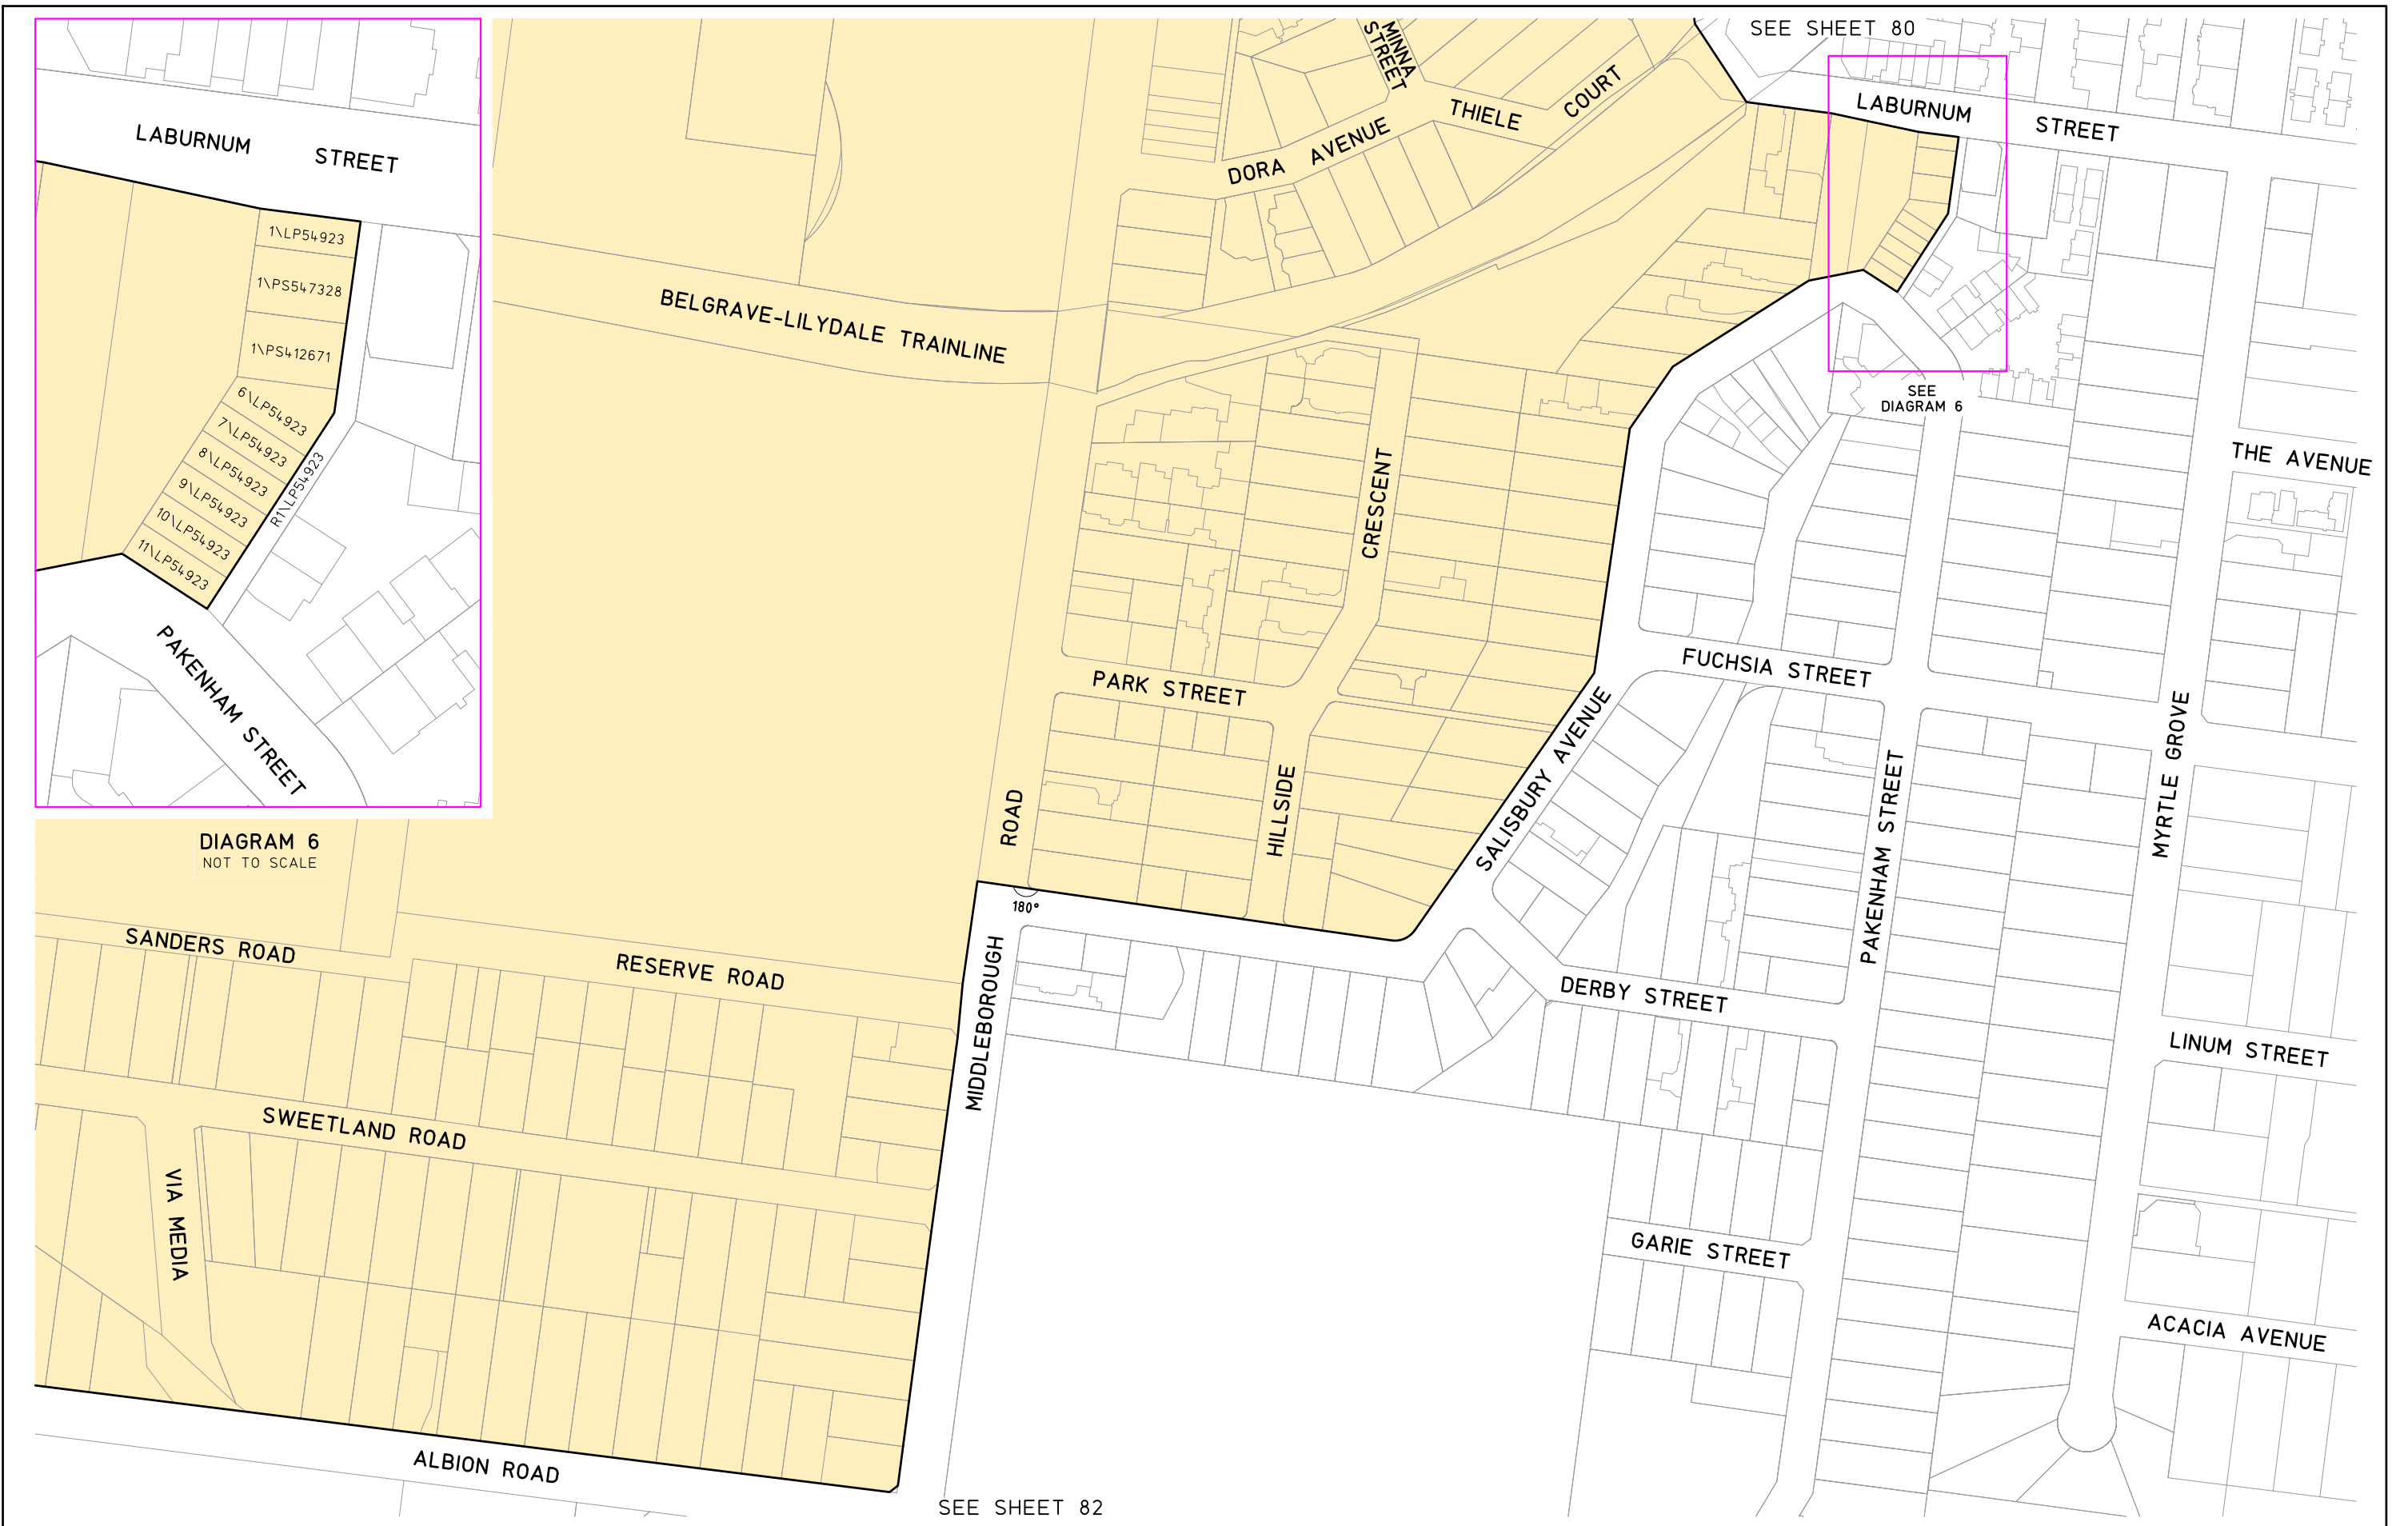 SEE SHEET 80
MINNA
STREET
THIELE COURT
DORA AVENUE
LABURNUM STREET
LABURNUM STREET
1\LP54923
1\PS547328
1\PS412671
6\LP54923
7\LP54923
8\LP54923
9\LP54923
10\LP54923
11\LP54923
R1\LP54923
PAKENHAM STREET
DIAGRAM 6
NOT TO SCALE
BELGRAVE-LILYDALE TRAINLINE
SEE
DIAGRAM 6
THE AVENUE
CRESCENT
HILLSIDE
PARK STREET
FUCHSIA STREET
SALISBURY AVENUE
PAKENHAM STREET
MYRTLE GROVE
ROAD
MIDDLEBOROUGH
180°
SANDERS ROAD
RESERVE ROAD
DERBY STREET
LINUM STREET
SWEETLAND ROAD
VIA MEDIA
GARIE STREET
ACACIA AVENUE
ALBION ROAD
SEE SHEET 82